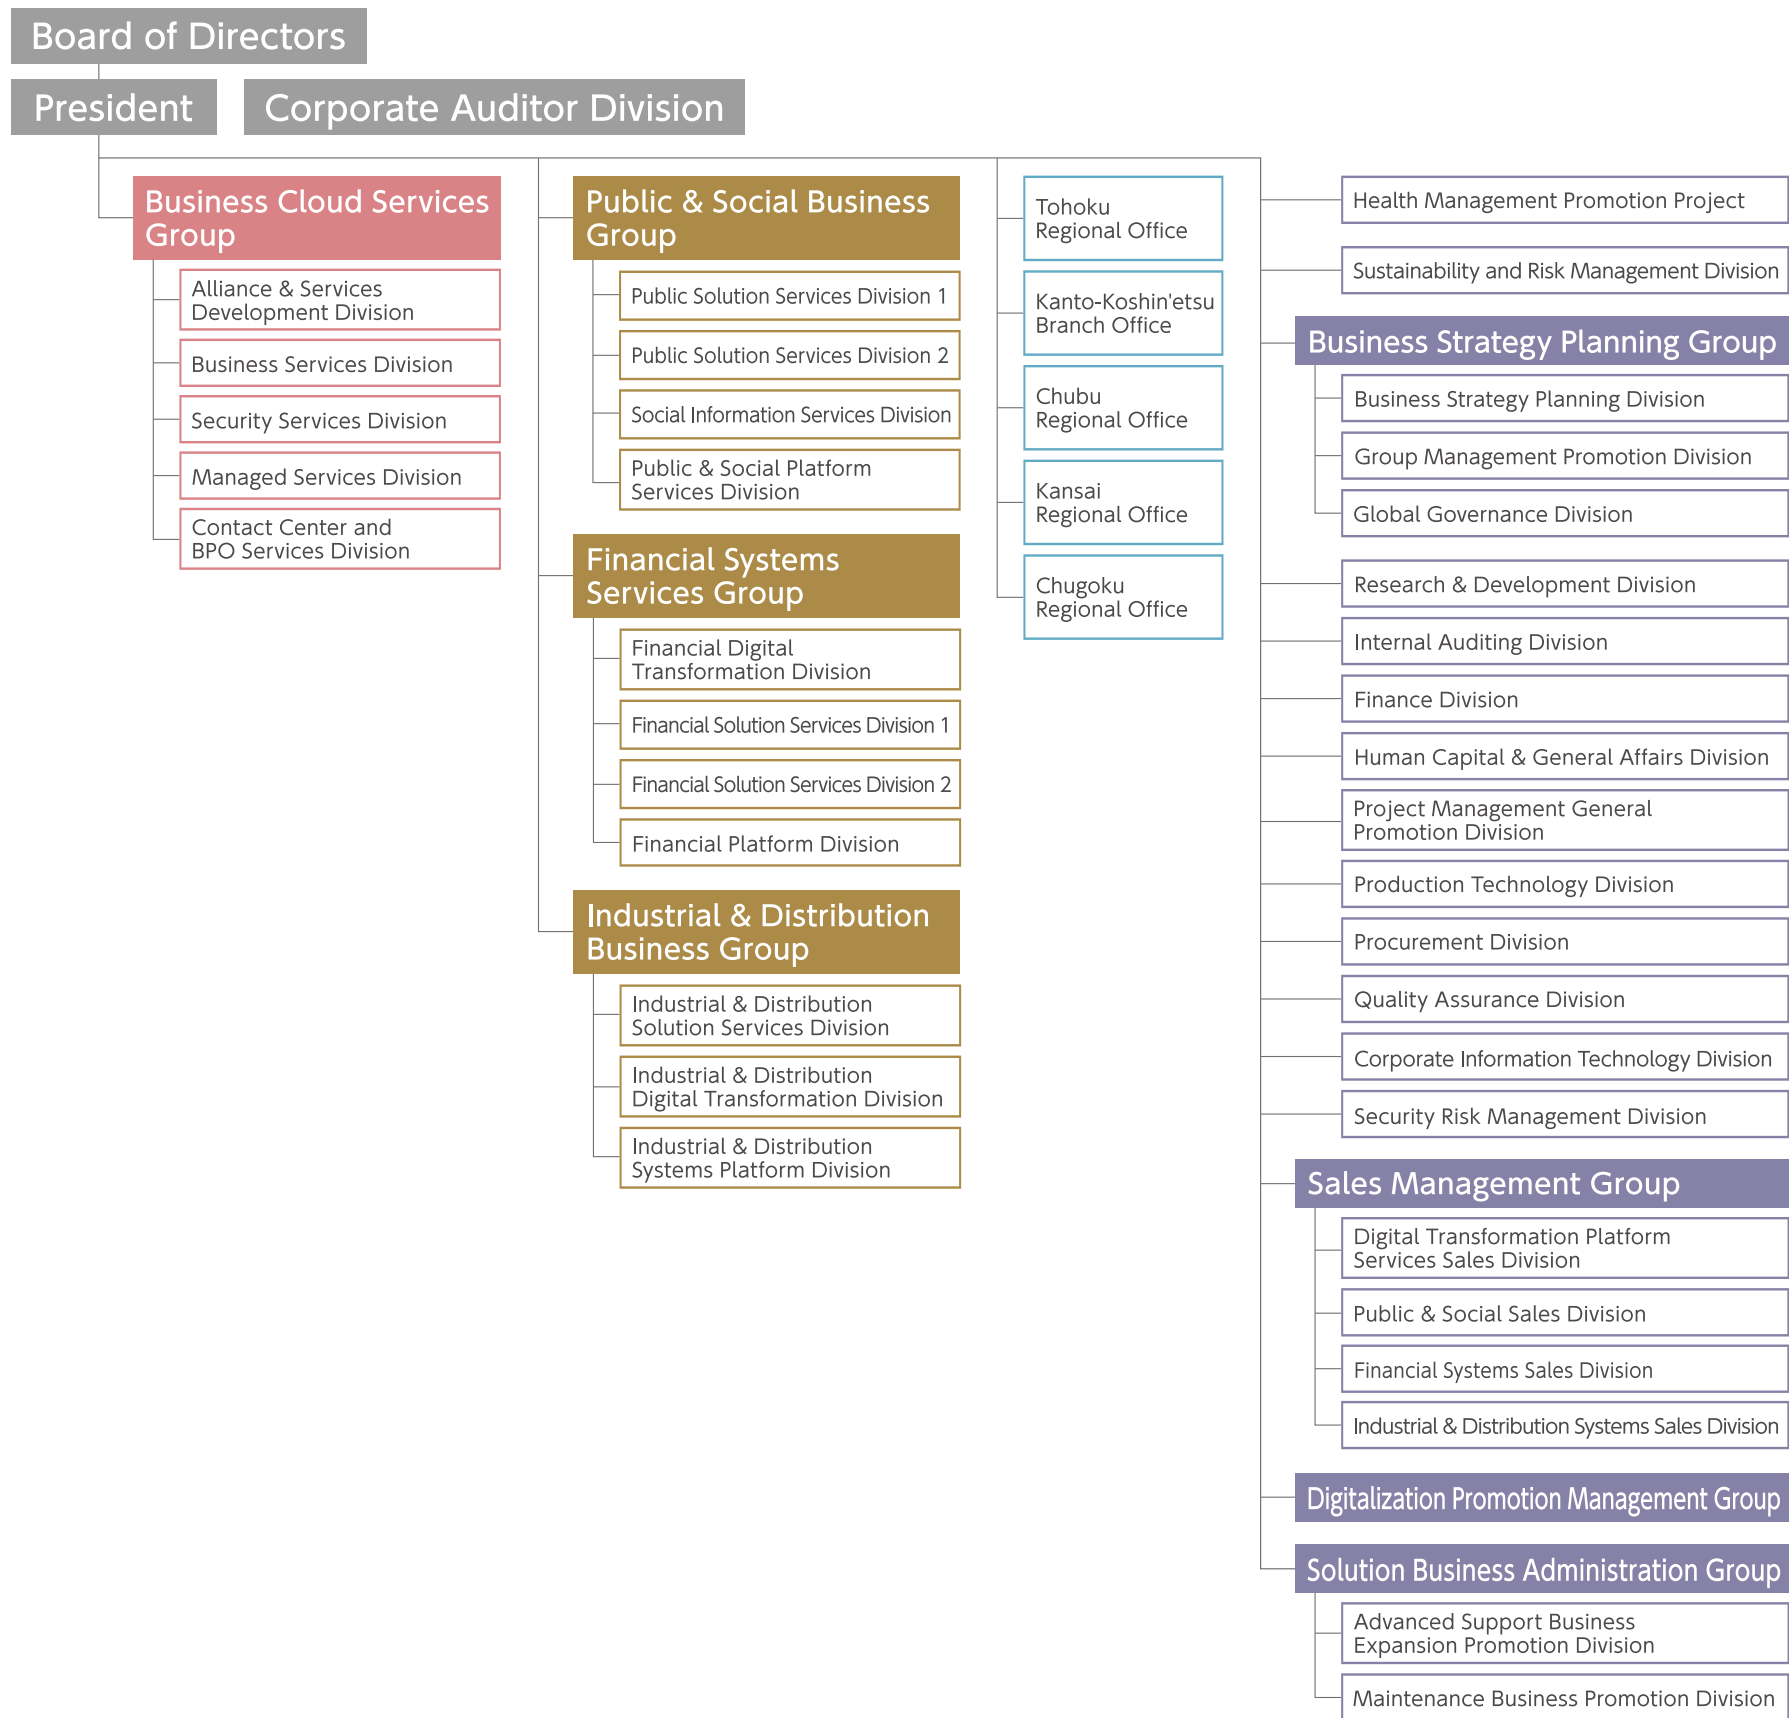 Board of Directors
President
Corporate Auditor Division
Business Cloud Services
Group
Alliance & Services
Development Division
Business Services Division
Security Services Division
Managed Services Division
Contact Center and
BPO Services Division
Public & Social Business
Group
Public Solution Services Division 1
Public Solution Services Division 2
Social Information Services Division
Public & Social Platform
Services Division
Financial Systems
Services Group
Financial Digital
Transformation Division
Financial Solution Services Division 1
Financial Solution Services Division 2
Financial Platform Division
Industrial & Distribution
Business Group
Industrial & Distribution
Solution Services Division
Industrial & Distribution
Digital Transformation Division
Industrial & Distribution
Systems Platform Division
Tohoku
Regional Office
Kanto-Koshin'etsu
Branch Office
Chubu
Regional Office
Kansai
Regional Office
Chugoku
Regional Office
Health Management Promotion Project
Sustainability and Risk Management Division
Business Strategy Planning Group
Business Strategy Planning Division
Group Management Promotion Division
Global Governance Division
Research & Development Division
Internal Auditing Division
Finance Division
Human Capital & General Affairs Division
Project Management General
Promotion Division
Production Technology Division
Procurement Division
Quality Assurance Division
Corporate Information Technology Division
Security Risk Management Division
Sales Management Group
Digital Transformation Platform
Services Sales Division
Public & Social Sales Division
Financial Systems Sales Division
Industrial & Distribution Systems Sales Division
Digitalization Promotion Management Group
Solution Business Administration Group
Advanced Support Business
Expansion Promotion Division
Maintenance Business Promotion Division